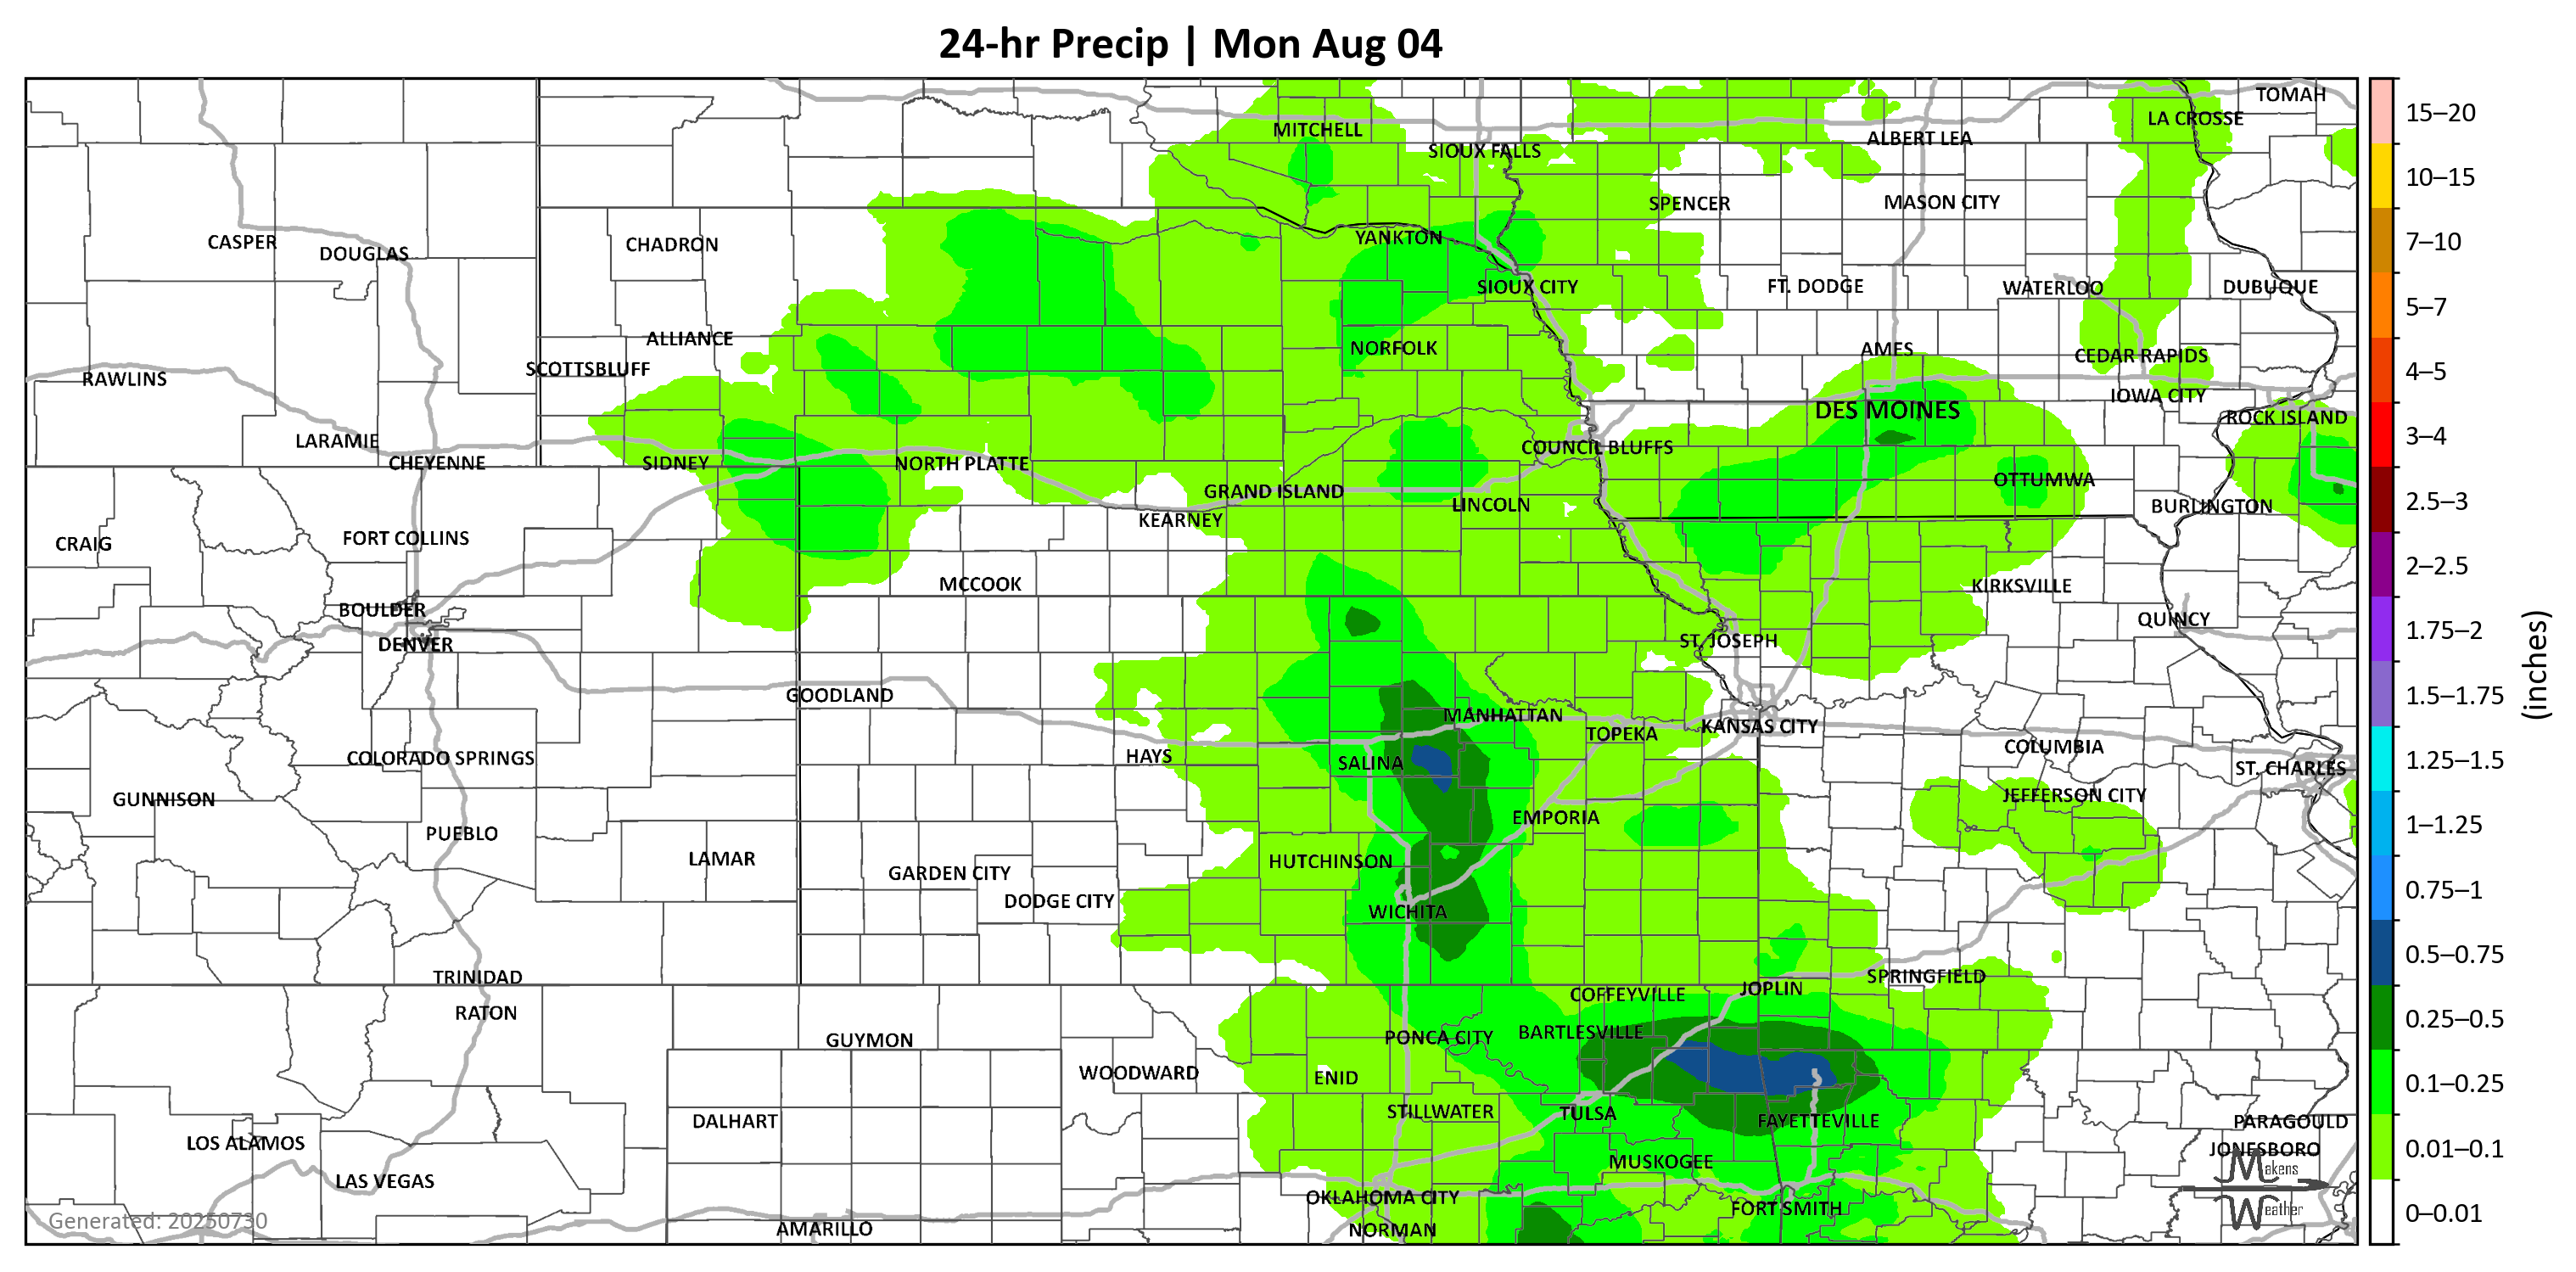 24-hr Precip | Mon Aug 04
TOMAH
LA CROSSE
MITCHELL
ALBERT LEA
SIOUX FALLS
SPENCER
MASON CITY
YANKTON
CASPER
CHADRON
DOUGLAS
SIOUX CITY
FT. DODGE
WATERLOO
DUBUQUE
ALLIANCE
NORFOLK
AMES
CEDAR RAPIDS
SCOTTSBLUFF
RAWLINS
IOWA CITY
DES MOINES
ROCK ISLAND
LARAMIE
COUNCIL BLUFFS
CHEYENNE
SIDNEY
NORTH PLATTE
OTTUMWA
GRAND ISLAND
LINCOLN
BURLINGTON
KEARNEY
FORT COLLINS
CRAIG
MCCOOK
KIRKSVILLE
BOULDER
QUINCY
DENVER
ST. JOSEPH
GOODLAND
MANHATTAN
TOPEKA
KANSAS CITY
COLUMBIA
HAYS
COLORADO SPRINGS
SALINA
ST. CHARLES
GUNNISON
JEFFERSON CITY
EMPORIA
PUEBLO
LAMAR
HUTCHINSON
GARDEN CITY
DODGE CITY
WICHITA
TRINIDAD
SPRINGFIELD
JOPLIN
COFFEYVILLE
RATON
BARTLESVILLE
PONCA CITY
GUYMON
WOODWARD
ENID
STILLWATER
TULSA
DALHART
FAYETTEVILLE
PARAGOULD
LOS ALAMOS
JONESBORO
MUSKOGEE
LAS VEGAS
OKLAHOMA CITY
FORT SMITH
AMARILLO
NORMAN
Makens
Weather
Generated: 20250730
15–20
10–15
7–10
5–7
4–5
3–4
2.5–3
2–2.5
1.75–2
1.5–1.75
1.25–1.5
1–1.25
0.75–1
0.5–0.75
0.25–0.5
0.1–0.25
0.01–0.1
0–0.01
(inches)